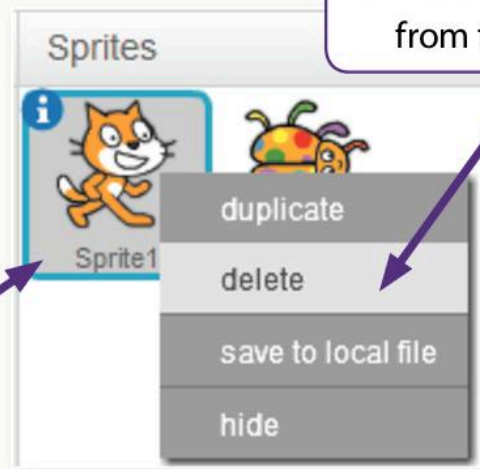 from
Sprites
i
Sprite1
duplicate
delete
save to local file
hide